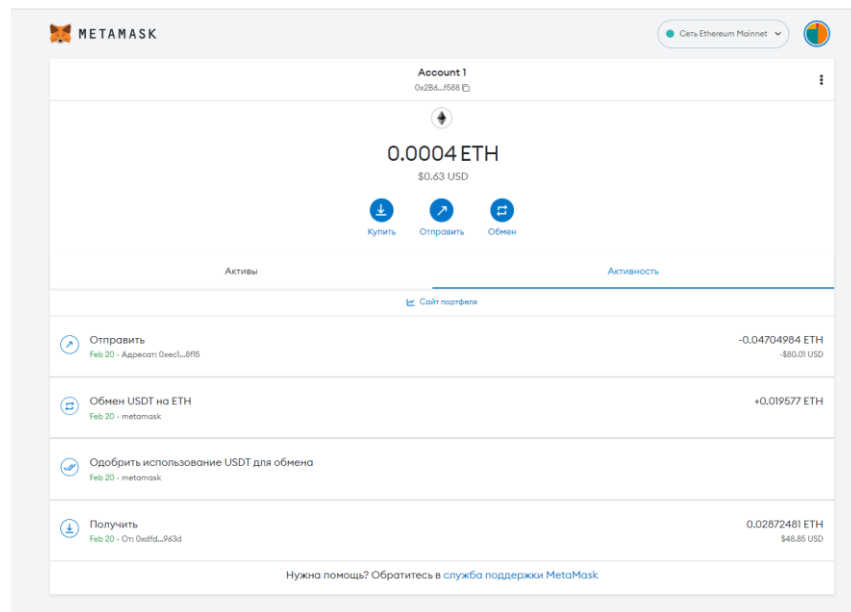 METAMASK
Сеть Ethereum Mainnet
Account 1
0x2B6...f588
0.0004 ETH
$0.63 USD
Купить
Отправить
Обмен
Активы
Активность
Сайт портфеля
Отправить
-0.04704984 ETH
Feb 20 · Адресат: 0xec1...8f15
-$80.01 USD
Обмен USDT на ETH
+0.019577 ETH
Feb 20 · metamask
Одобрить использование USDT для обмена
Feb 20 · metamask
Получить
0.02872481 ETH
Feb 20 · От: 0xdfd...963d
$48.85 USD
Нужна помощь? Обратитесь в служба поддержки MetaMask